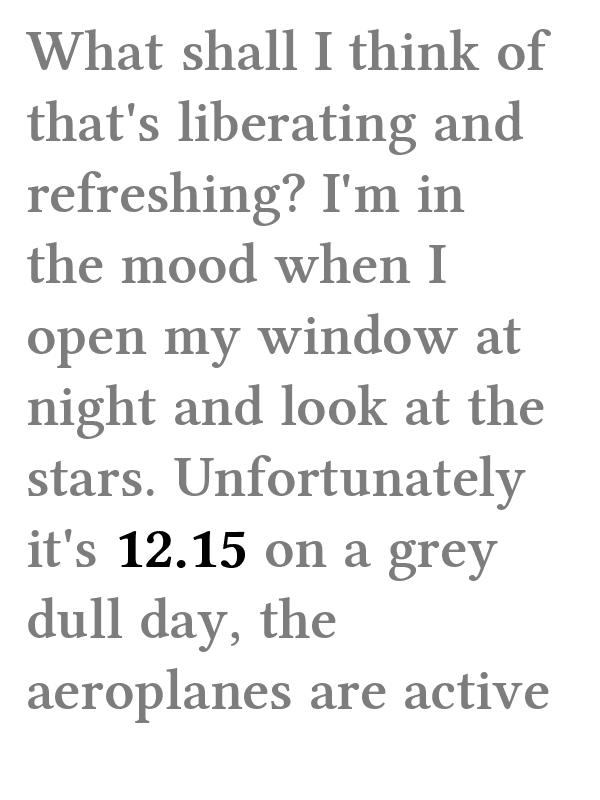 What shall I think of
that's liberating and
refreshing? I'm in
the mood when I
open my window at
night and look at the
stars. Unfortunately
it's 12.15 on a grey
dull day, the
aeroplanes are active